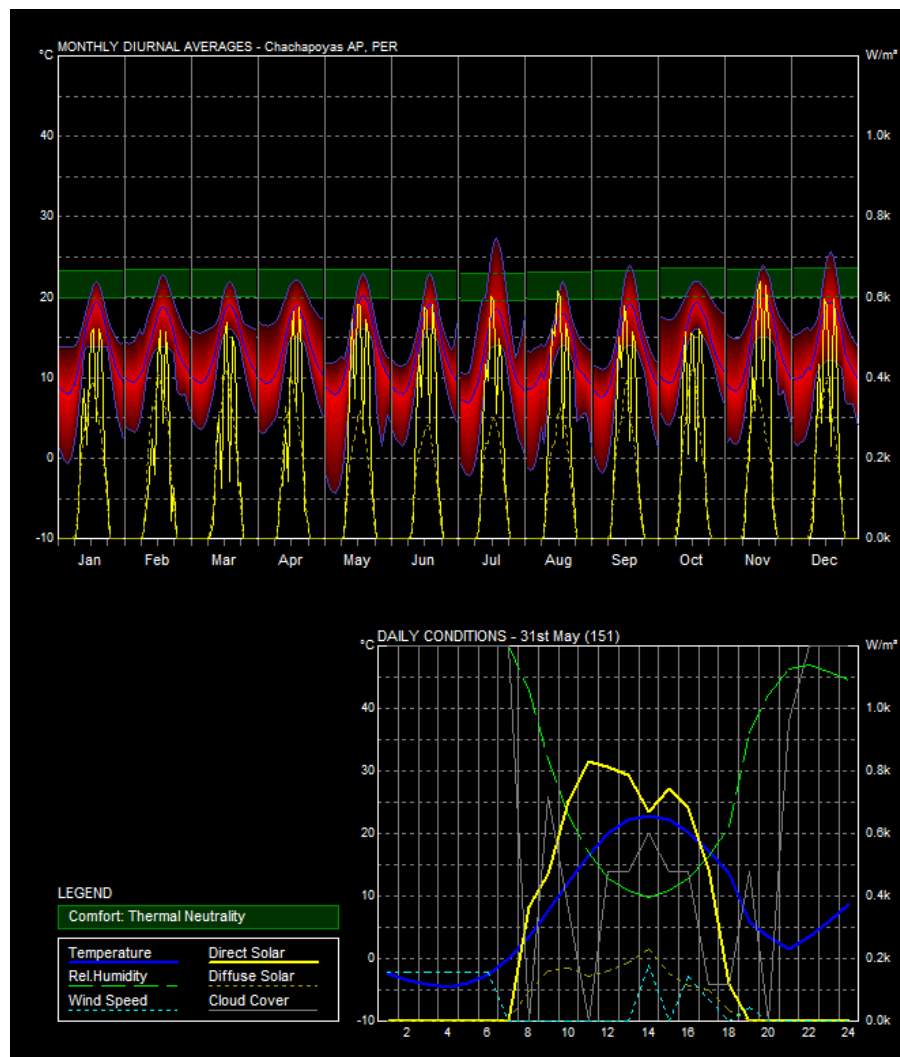 MONTHLY DIURNAL AVERAGES - Chachapoyas AP, PER
°C W/m²
40 1.0k
30 0.8k
20 0.6k
10 0.4k
0 0.2k
-10 0.0k
Jan Feb Mar Apr May Jun Jul Aug Sep Oct Nov Dec
DAILY CONDITIONS - 31st May (151)
°C W/m²
40 1.0k
30 0.8k
20 0.6k
10 0.4k
0 0.2k
-10 0.0k
2 4 6 8 10 12 14 16 18 20 22 24
LEGEND
Comfort: Thermal Neutrality
Temperature Direct Solar
Rel.Humidity Diffuse Solar
Wind Speed Cloud Cover